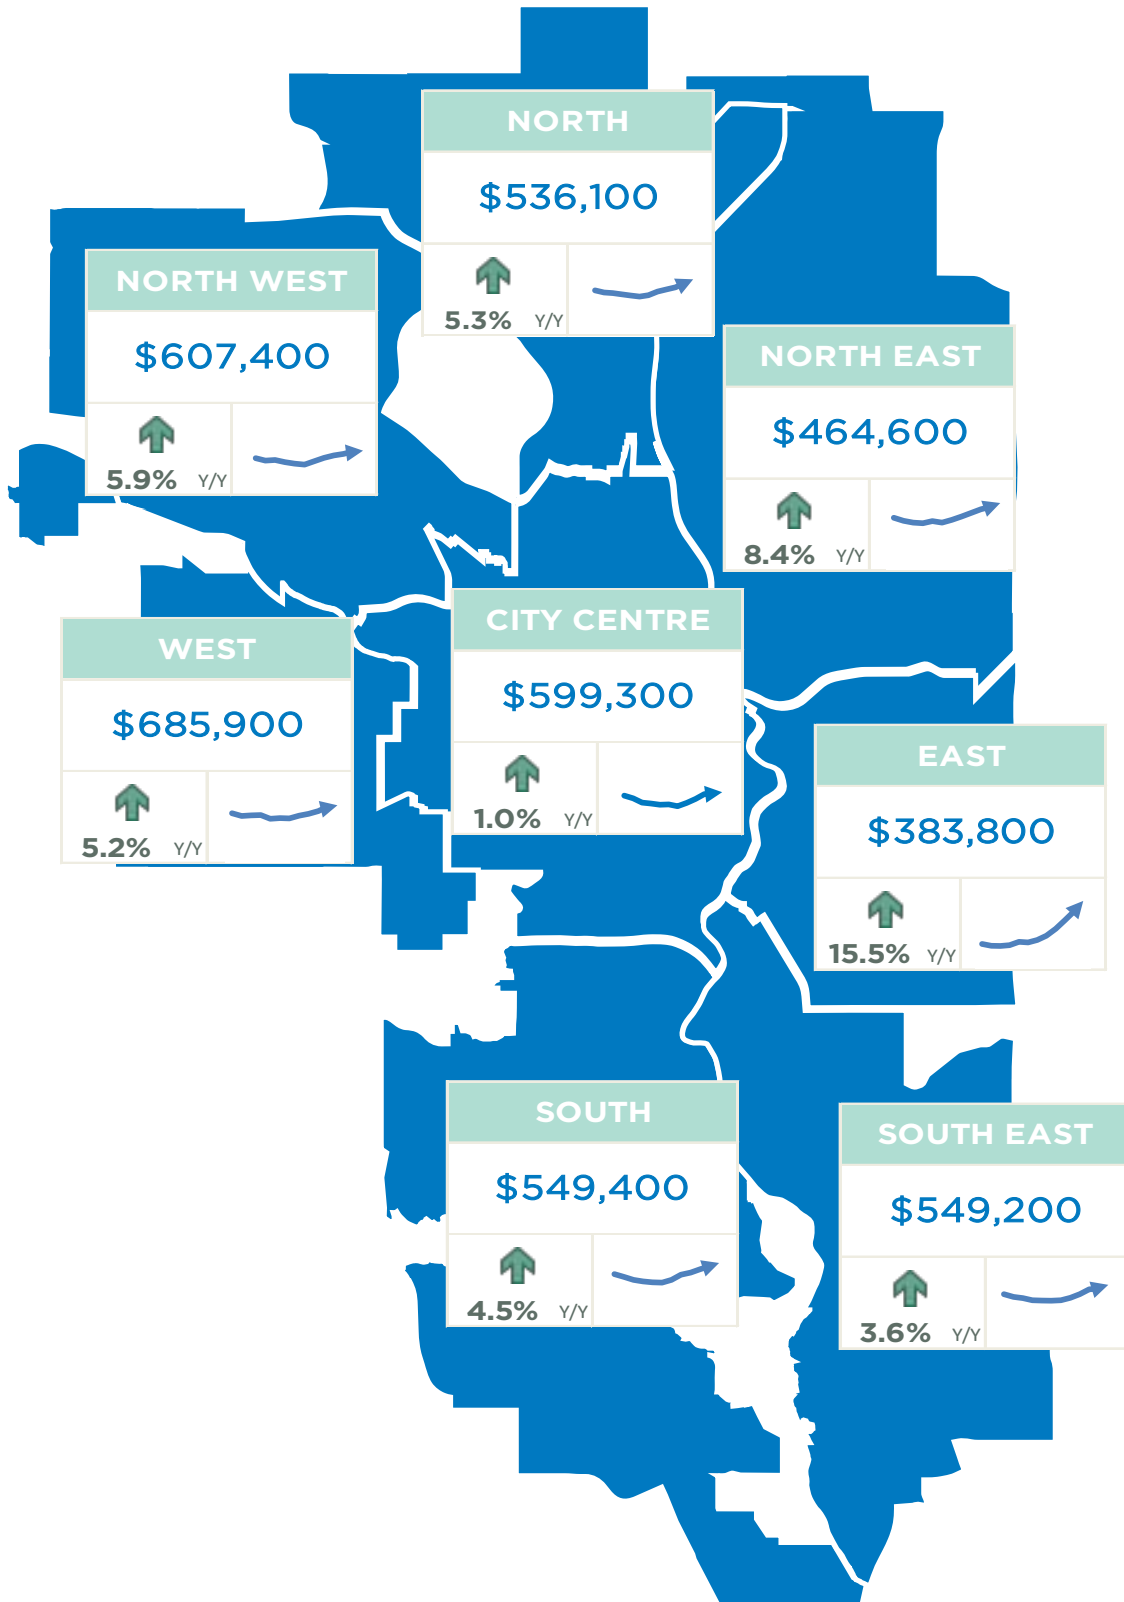 NORTH
$536,100
5.3% Y/Y
NORTH WEST
$607,400
5.9% Y/Y
NORTH EAST
$464,600
8.4% Y/Y
CITY CENTRE
$599,300
1.0% Y/Y
WEST
$685,900
5.2% Y/Y
EAST
$383,800
15.5% Y/Y
SOUTH
$549,400
4.5% Y/Y
SOUTH EAST
$549,200
3.6% Y/Y